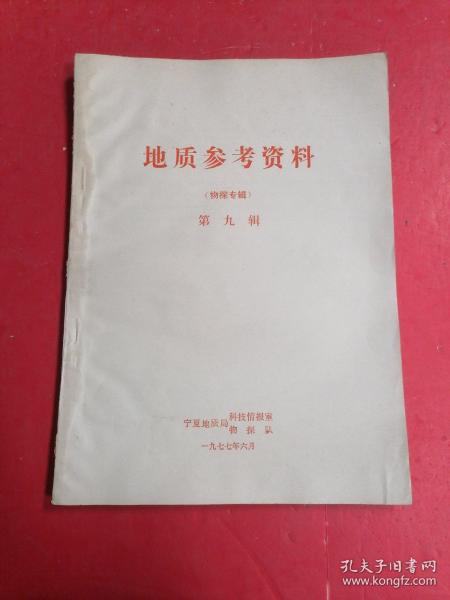 地质参考资料
（物探专辑）
第九辑
宁夏地质局科技情报室
物探队
一九七七年六月
孔夫子旧书网
www.kongfz.com